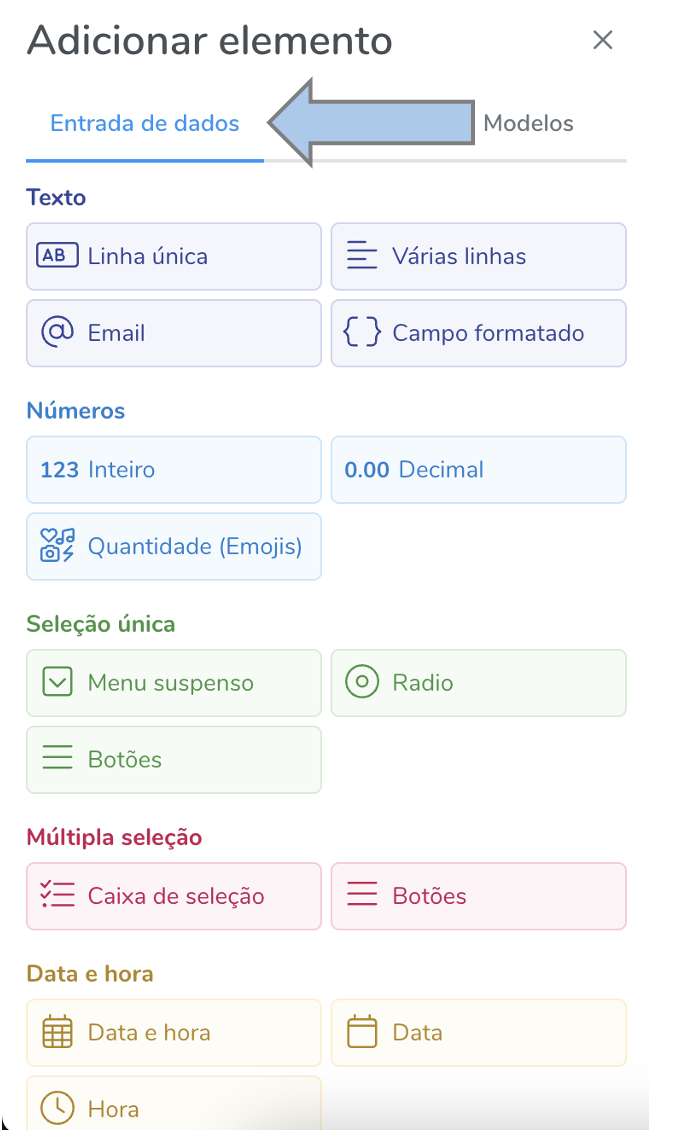 Adicionar elemento
Entrada de dados Modelos
Texto
AB Linha única Várias linhas
Email Campo formatado
Números
123 Inteiro 0.00 Decimal
Quantidade (Emojis)
Seleção única
Menu suspenso Radio
Botões
Múltipla seleção
Caixa de seleção Botões
Data e hora
Data e hora Data
Hora